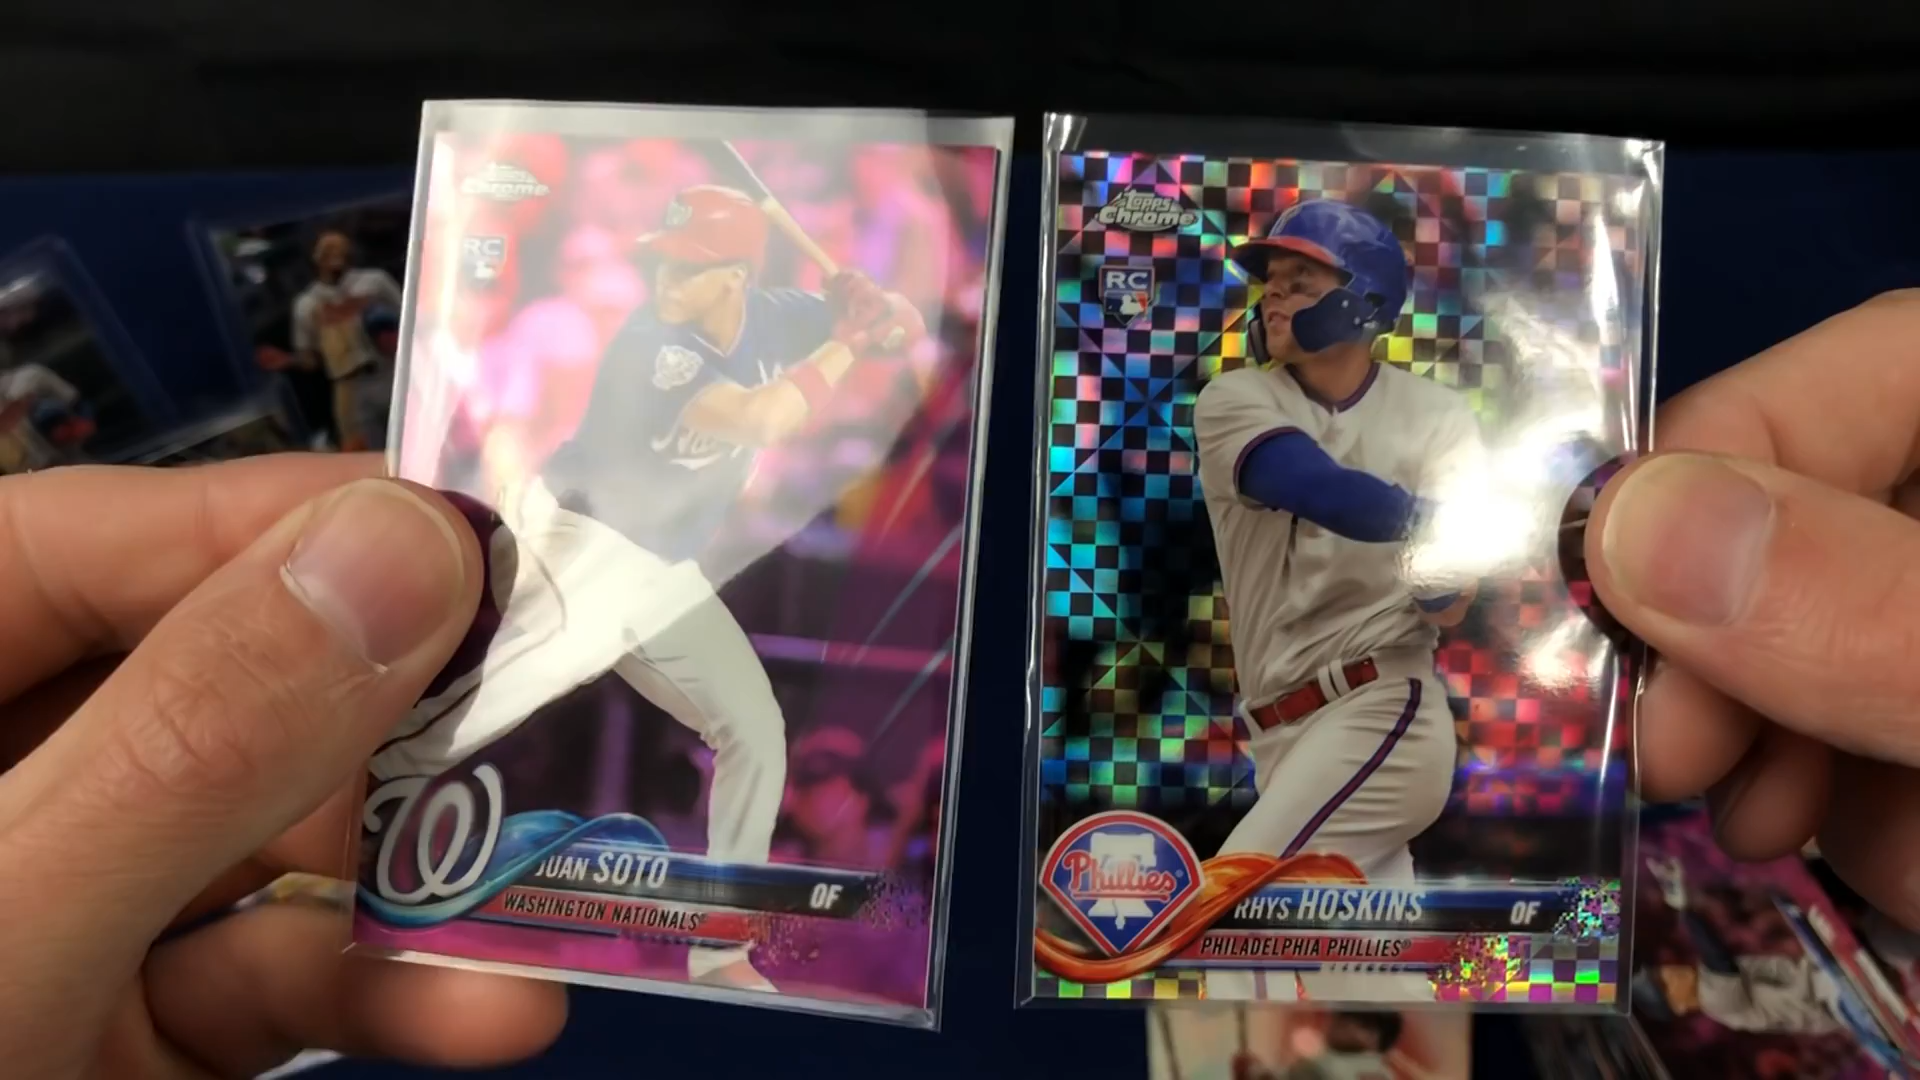 Topps
Chrome
RC
W
JUAN SOTO
OF
WASHINGTON NATIONALS®
Topps
Chrome
RC
Phillies
RHYS HOSKINS
OF
PHILADELPHIA PHILLIES®